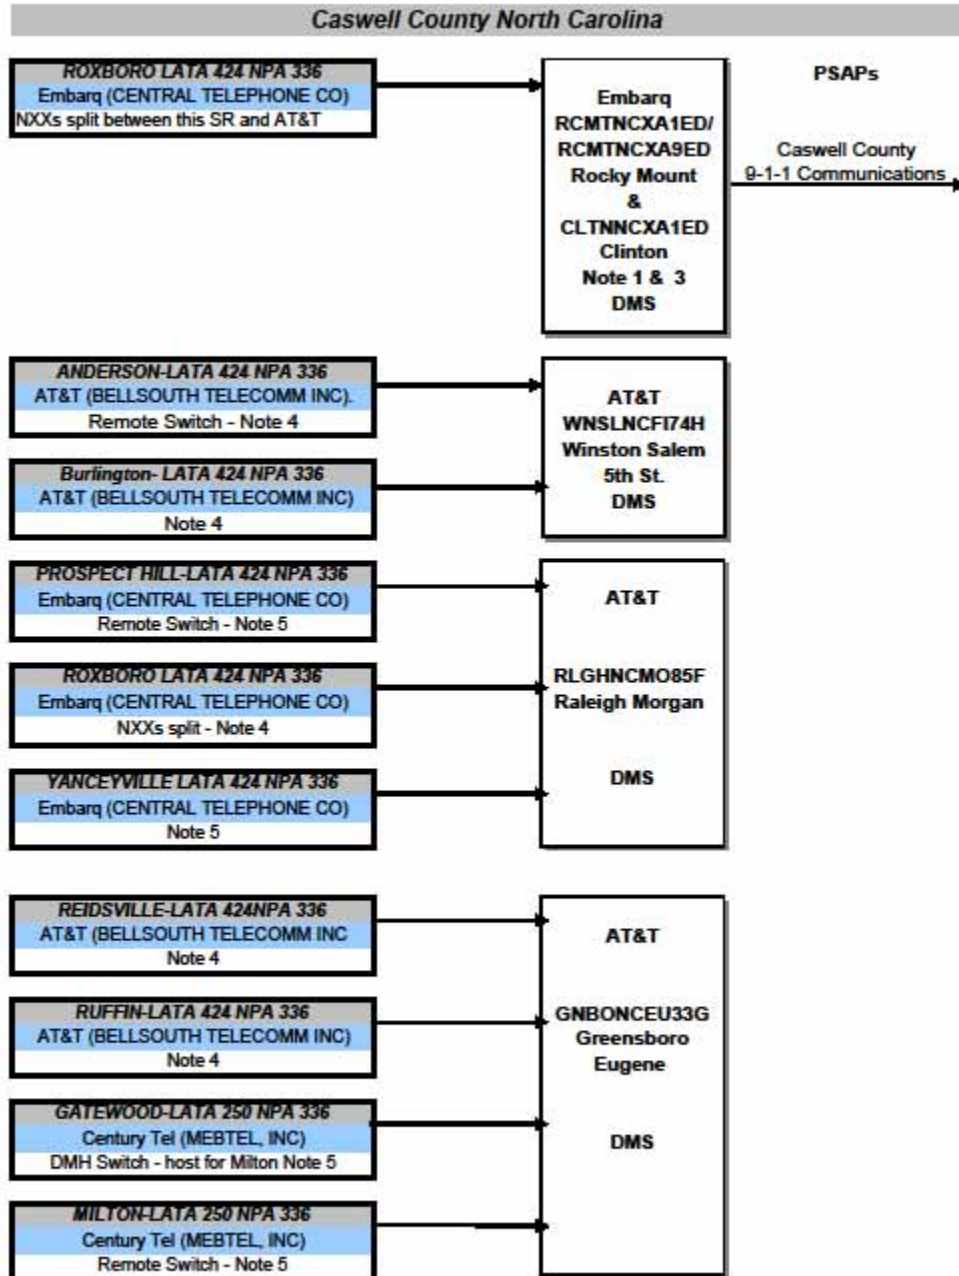 Caswell County North Carolina
ROXBORO LATA 424 NPA 336
Embarq (CENTRAL TELEPHONE CO)
NXXs split between this SR and AT&T
Embarq
RCMTNCXA1ED/
RCMTNCXA9ED
Rocky Mount
&
CLTNNCXA1ED
Clinton
Note 1 & 3
DMS
PSAPs
Caswell County
9-1-1 Communications
ANDERSON-LATA 424 NPA 336
AT&T (BELLSOUTH TELECOMM INC).
Remote Switch - Note 4
Burlington- LATA 424 NPA 336
AT&T (BELLSOUTH TELECOMM INC)
Note 4
AT&T
WNSLNCFI74H
Winston Salem
5th St.
DMS
PROSPECT HILL-LATA 424 NPA 336
Embarq (CENTRAL TELEPHONE CO)
Remote Switch - Note 5
ROXBORO LATA 424 NPA 336
Embarq (CENTRAL TELEPHONE CO)
NXXs split - Note 4
YANCEYVILLE LATA 424 NPA 336
Embarq (CENTRAL TELEPHONE CO)
Note 5
AT&T
RLGHNCMO85F
Raleigh Morgan
DMS
REIDSVILLE-LATA 424NPA 336
AT&T (BELLSOUTH TELECOMM INC
Note 4
RUFFIN-LATA 424 NPA 336
AT&T (BELLSOUTH TELECOMM INC)
Note 4
GATEWOOD-LATA 250 NPA 336
Century Tel (MEBTEL, INC)
DMH Switch - host for Milton Note 5
MILTON-LATA 250 NPA 336
Century Tel (MEBTEL, INC)
Remote Switch - Note 5
AT&T
GNBONCEU33G
Greensboro
Eugene
DMS